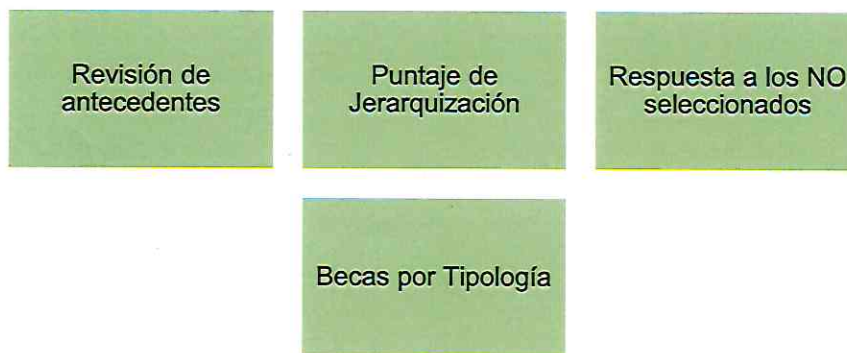 Revisión de
antecedentes
Puntaje de
Jerarquización
Respuesta a los NO
seleccionados
Becas por Tipología